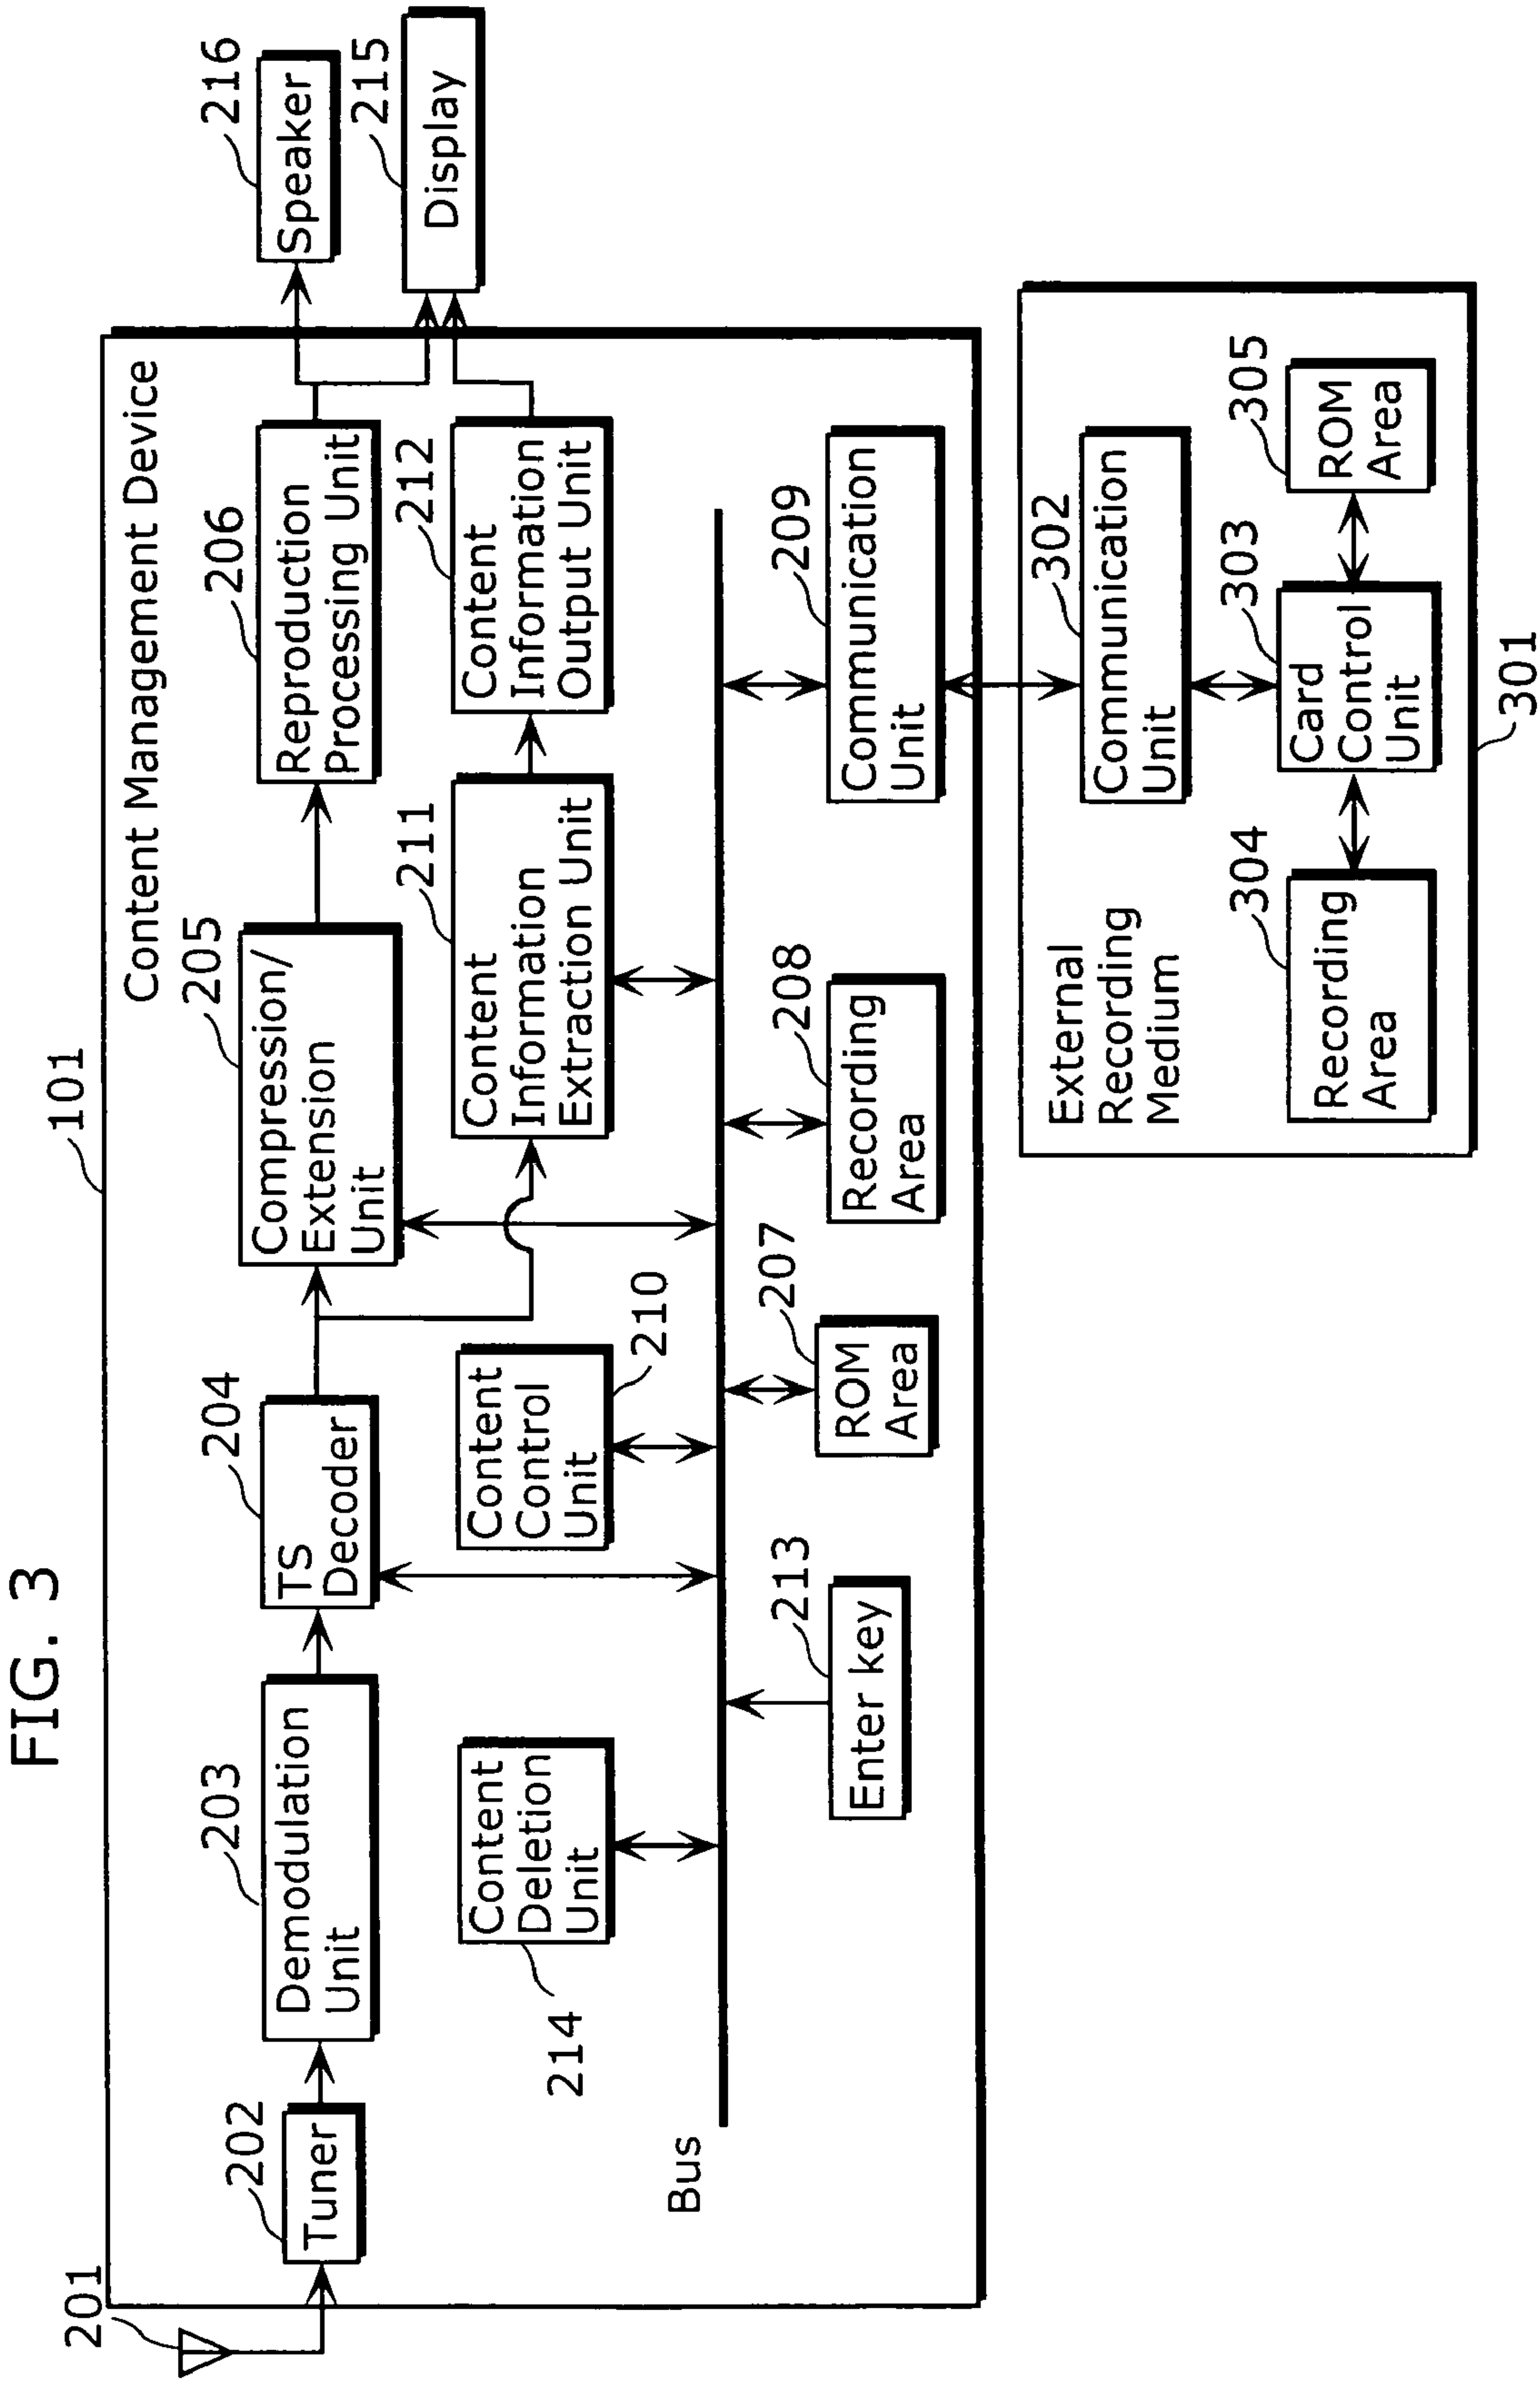 FIG. 3
101
Content Management Device
201
202
Tuner
203
Demodulation
Unit
204
TS
Decoder
205
Compression/
Extension
Unit
206
Reproduction
Processing Unit
216
Speaker
215
Display
214
Content
Deletion
Unit
210
Content
Control
Unit
211
Content
Information
Extraction Unit
212
Content
Information
Output Unit
Bus
213
Enter key
207
ROM
Area
208
Recording
Area
209
Communication
Unit
External
Recording
Medium
302
Communication
Unit
304
Recording
Area
303
Card
Control
Unit
305
ROM
Area
301